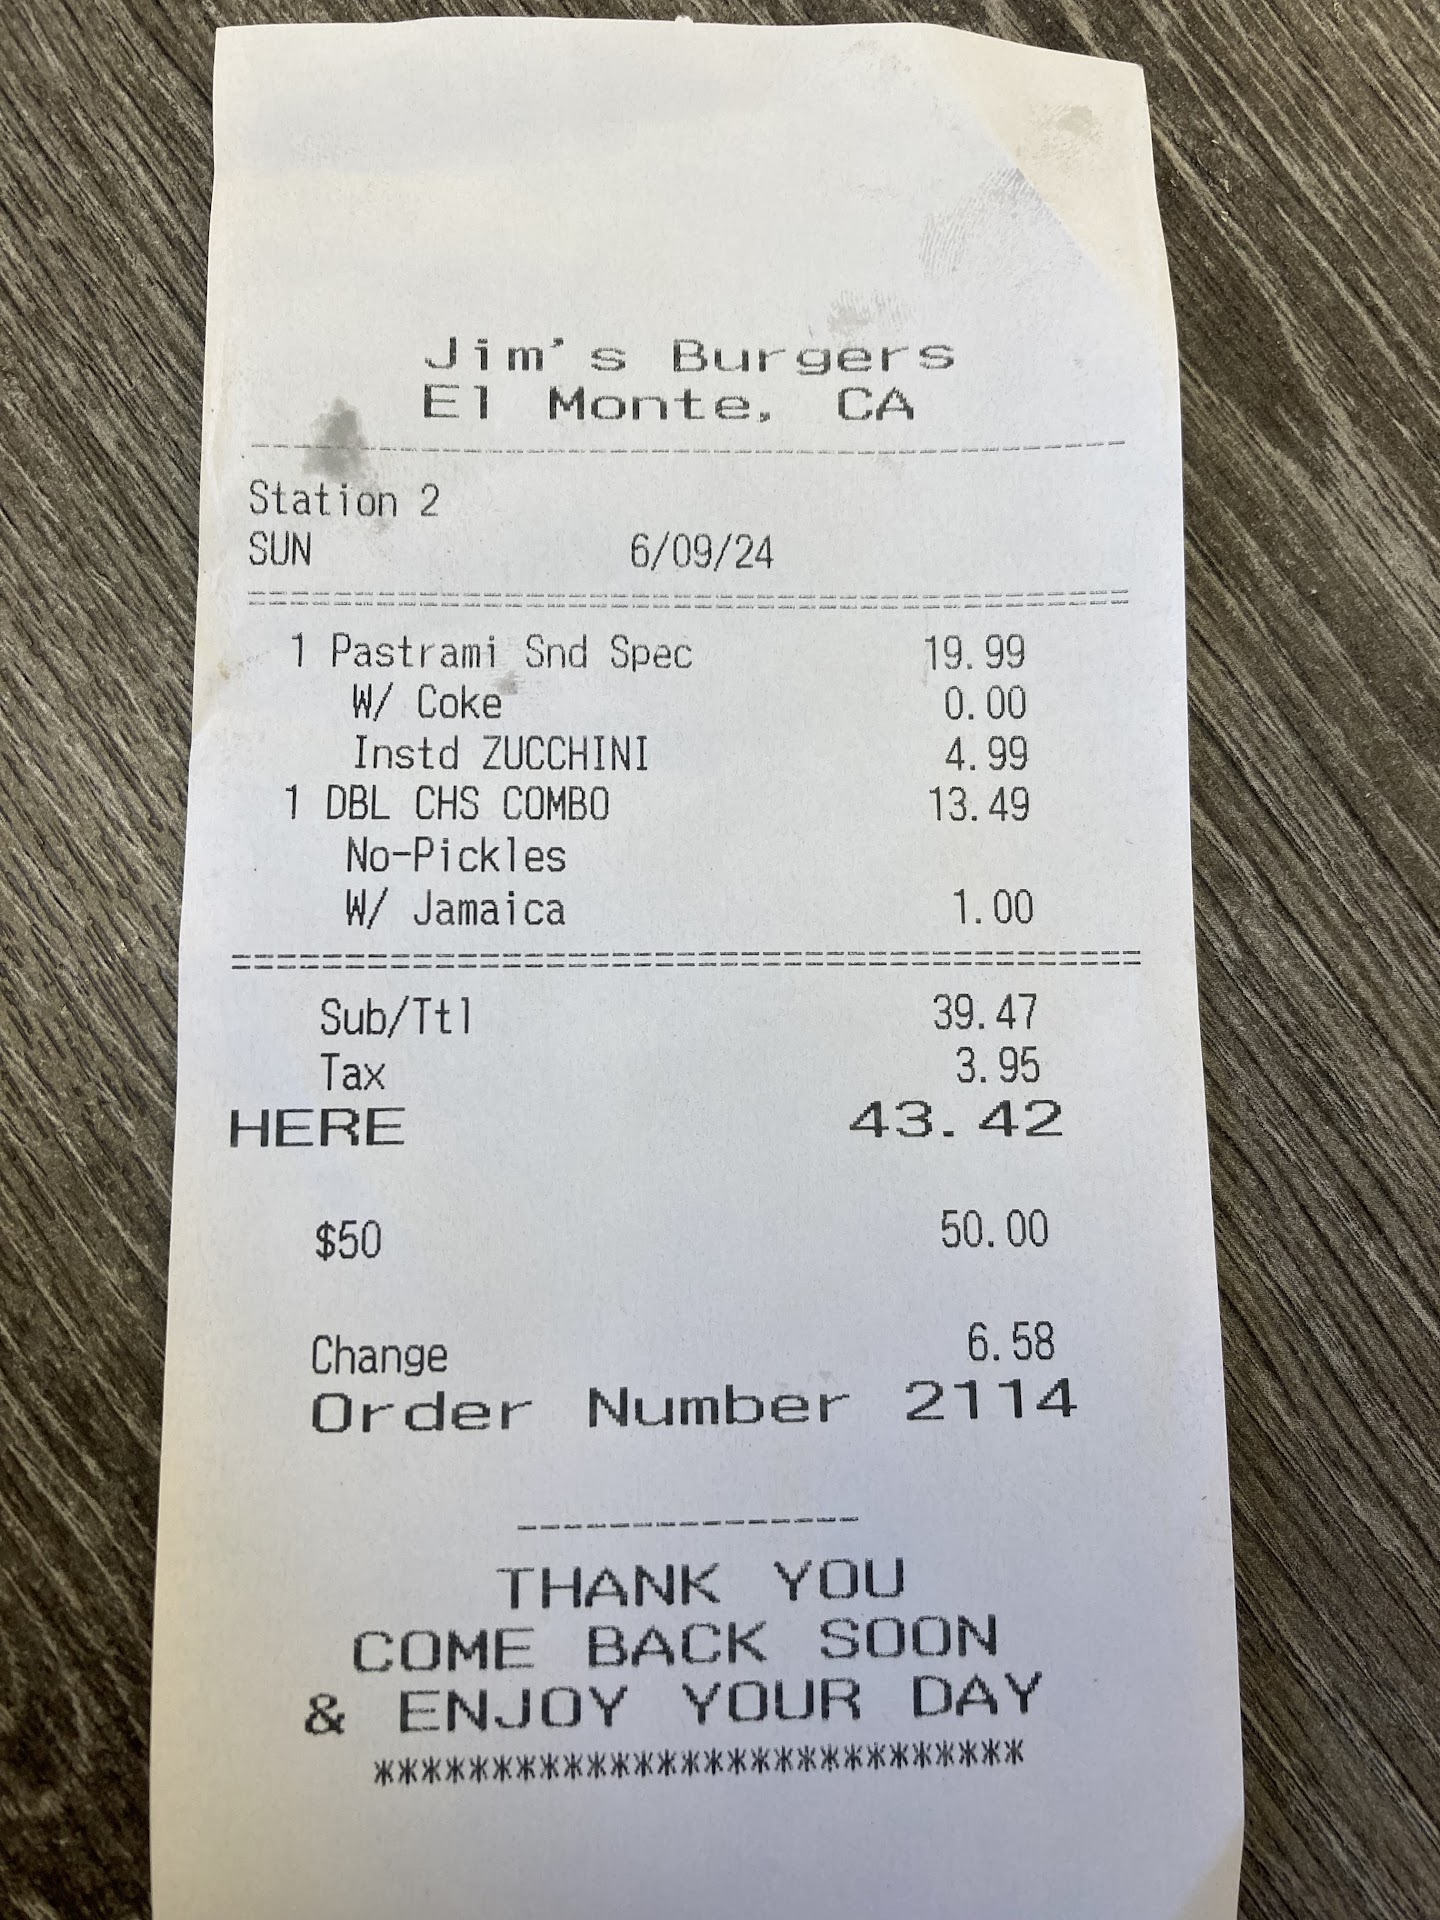 Jim's Burgers
El Monte, CA
------------------------------------------
Station 2
SUN 6/09/24
==========================================
1 Pastrami Snd Spec 19.99
W/ Coke 0.00
Instd ZUCCHINI 4.99
1 DBL CHS COMBO 13.49
No-Pickles
W/ Jamaica 1.00
==========================================
Sub/Ttl 39.47
Tax 3.95
HERE 43.42
$50 50.00
Change 6.58
Order Number 2114
---------------
THANK YOU
COME BACK SOON
& ENJOY YOUR DAY
****************************